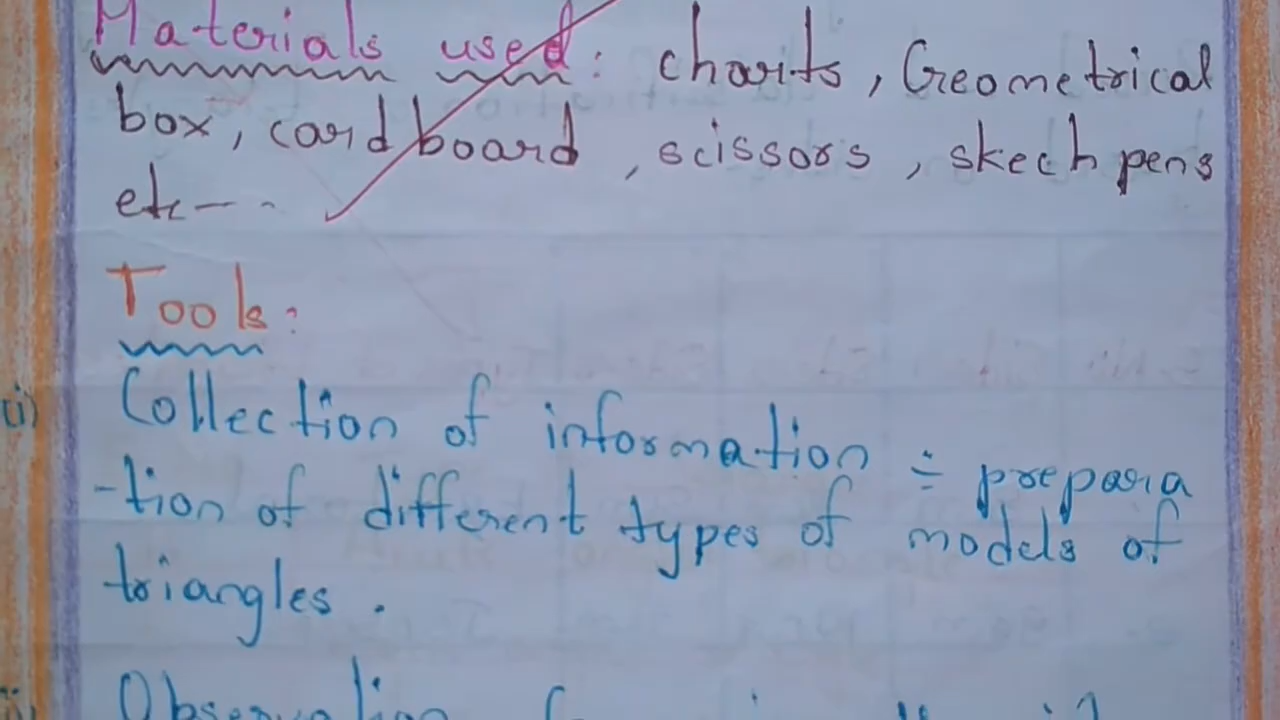 Materials used: charts, Geometrical
box, cardboard, scissors, skech pens
etc--.
Tools:
(i) Collection of information ÷ prepara
-tion of different types of models of
triangles.
Observation